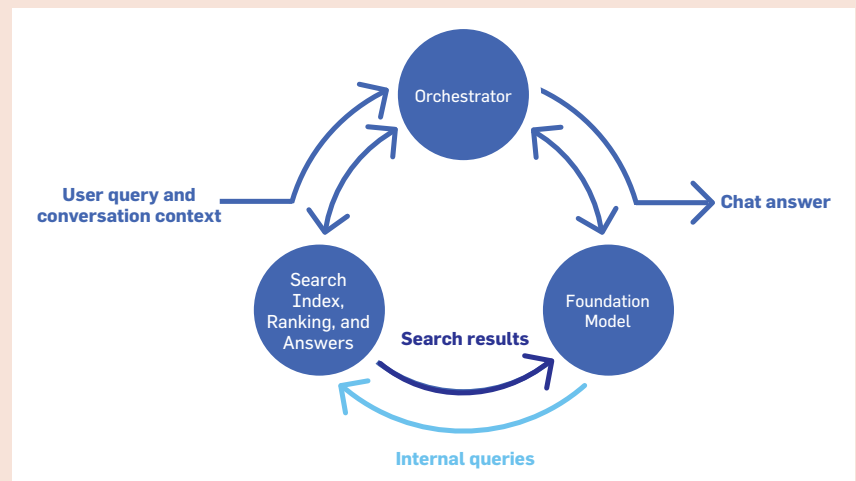 Orchestrator
User query and
conversation context
Chat answer
Search
Index,
Ranking, and
Answers
Foundation
Model
Search results
Internal queries